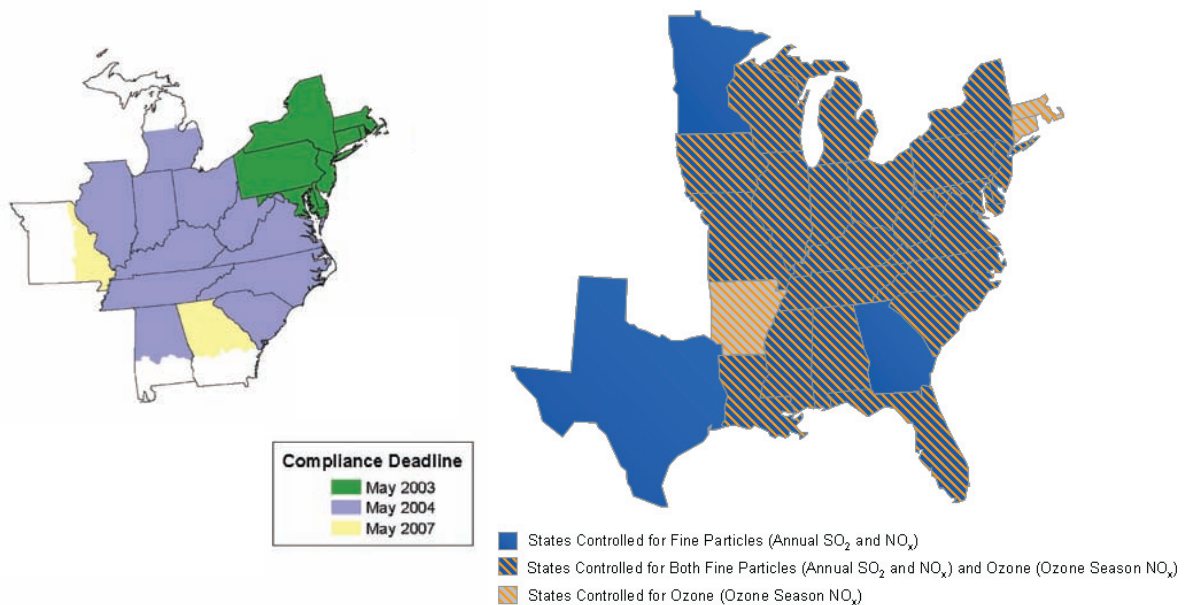 Compliance Deadline
May 2003
May 2004
May 2007
States Controlled for Fine Particles (Annual SO₂ and NOₓ)
States Controlled for Both Fine Particles (Annual SO₂ and NOₓ) and Ozone (Ozone Season NOₓ)
States Controlled for Ozone (Ozone Season NOₓ)